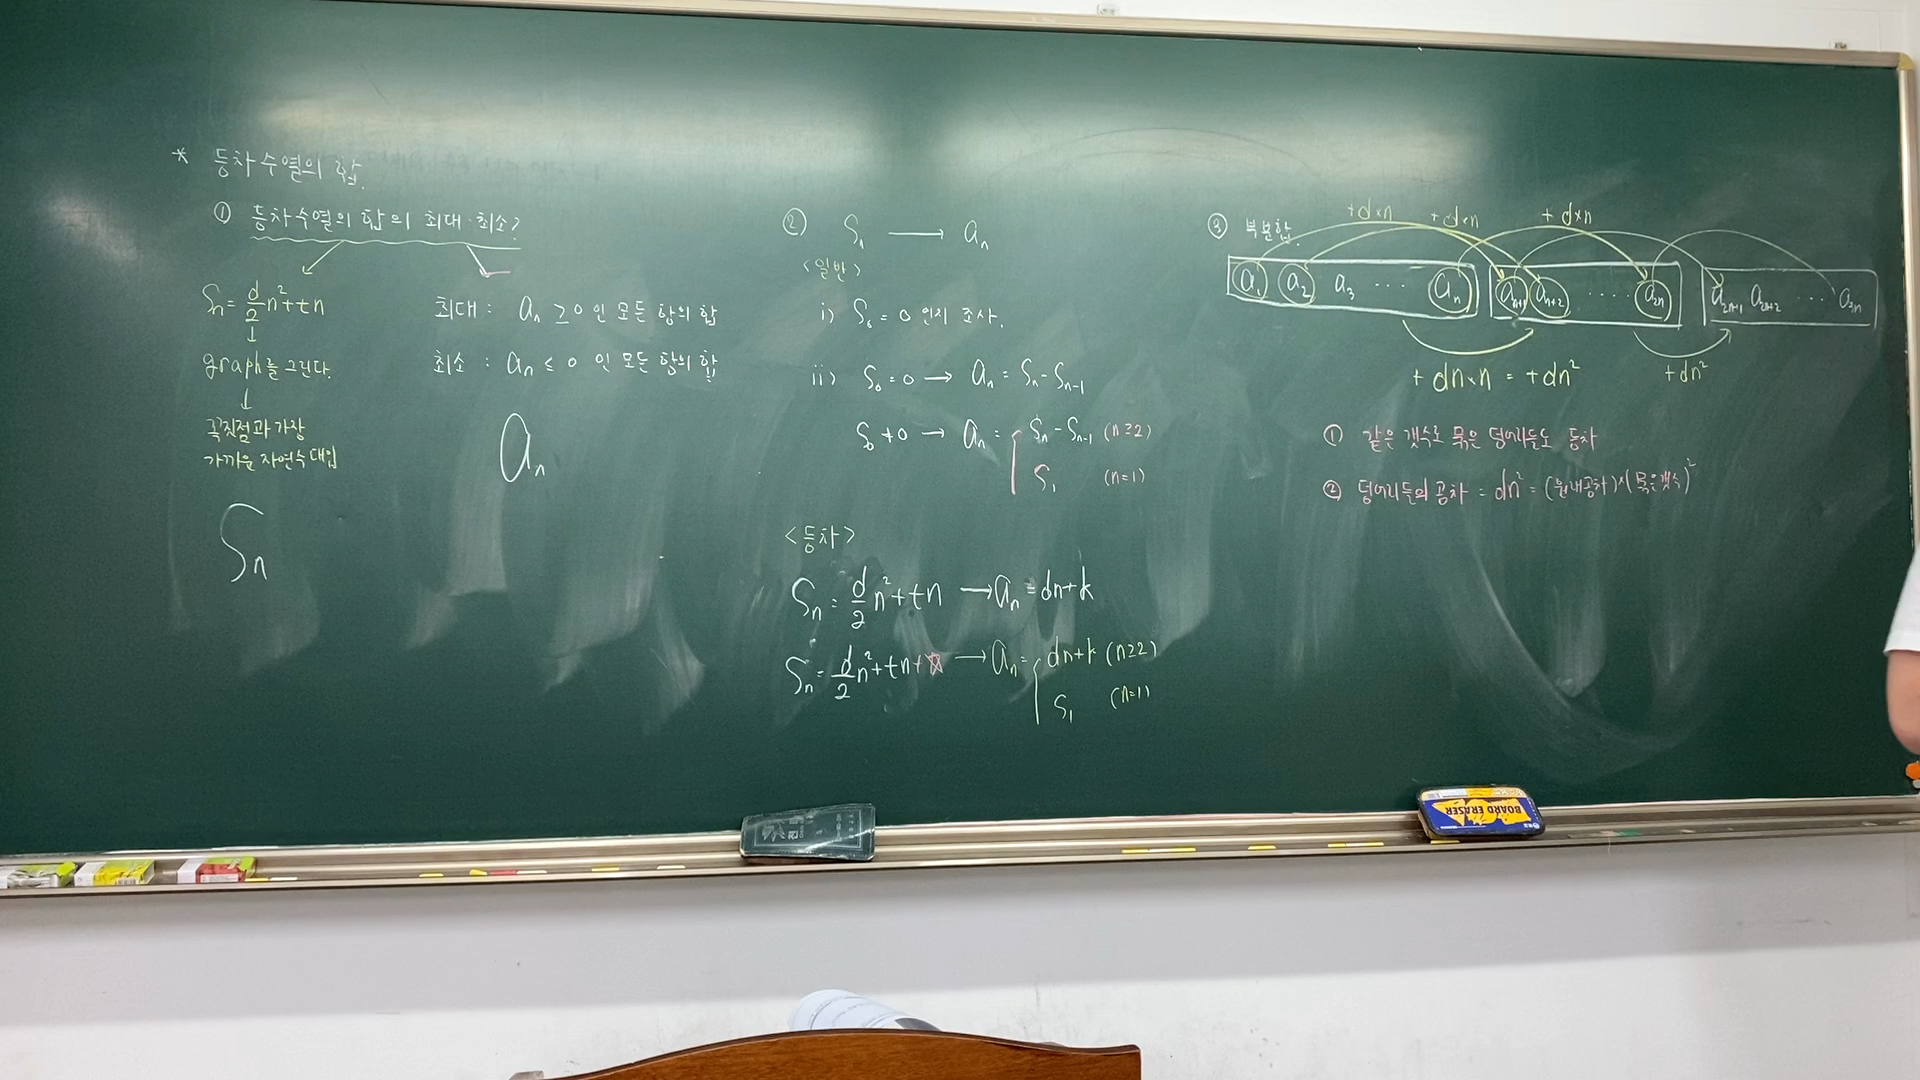 * 등차수열의 합.
① 등차수열의 합의 최대·최소?
Sn = d/2 n² + tn
↓
graph를 그린다.
↓
꼭짓점과 가장
가까운 자연수 대입
Sn
최대 : an ≥ 0 인 모든 항의 합
최소 : an ≤ 0 인 모든 항의 합
an
② Sn → an
<일반>
i) S₀ = 0 인지 조사.
ii) S₀ = 0 → an = Sn - Sn-1
S₀ ≠ 0 → an = { Sn - Sn-1 (n≥2)
S₁ (n=1)
<등차>
Sn = d/2 n² + tn → an = dn+k
Sn = d/2 n² + tn + ☆ → an = { dn+k (n≥2)
S₁ (n=1)
③ 부분합.
+d×n +d×n +d×n
a₁ a₂ a₃ ··· an an+1 an+2 ···· a2n a2n+1 a2n+2 ··· a3n
+ dn×n = +dn² +dn²
① 같은 갯수로 묶은 덩어리들도 등차
② 덩어리들의 공차 = dn² = (원래공차)×(묶은갯수)²
BOARD ERASER